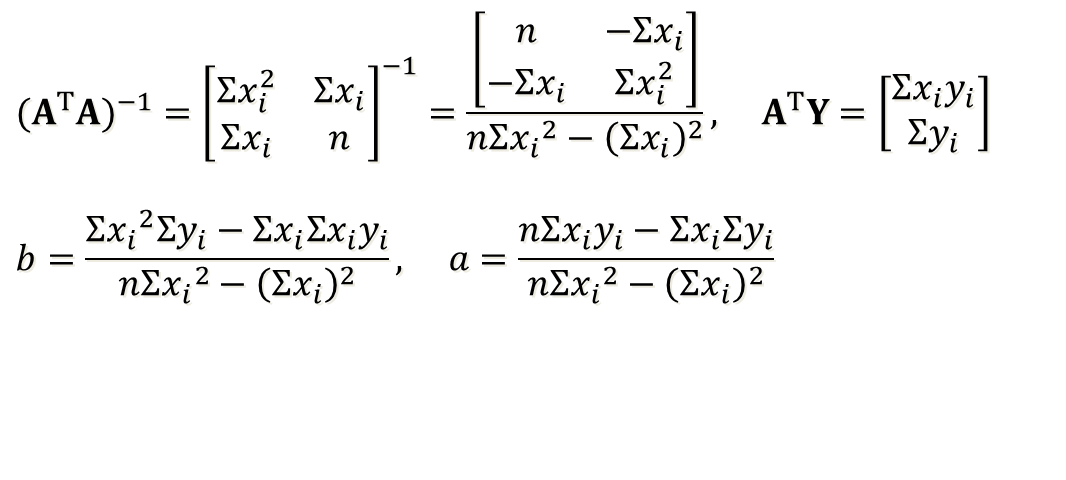 (𝐀ᵀ𝐀)⁻¹ = [Σxᵢ² Σxᵢ; Σxᵢ n]⁻¹ = [n −Σxᵢ; −Σxᵢ Σxᵢ²] / (nΣxᵢ² − (Σxᵢ)²), 𝐀ᵀ𝐘 = [Σxᵢyᵢ; Σyᵢ]
b = (Σxᵢ²Σyᵢ − ΣxᵢΣxᵢyᵢ) / (nΣxᵢ² − (Σxᵢ)²), a = (nΣxᵢyᵢ − ΣxᵢΣyᵢ) / (nΣxᵢ² − (Σxᵢ)²)